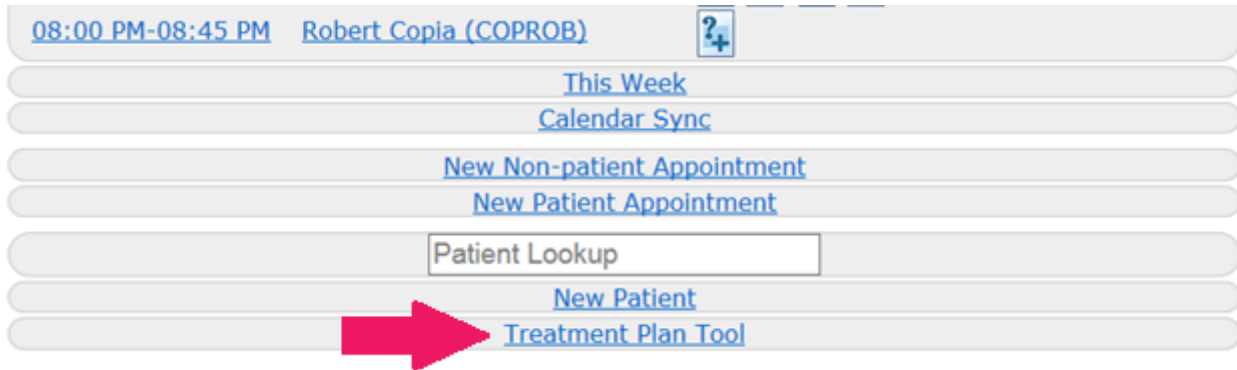 08:00 PM-08:45 PM Robert Copia (COPROB) ?+
This Week
Calendar Sync
New Non-patient Appointment
New Patient Appointment
Patient Lookup
New Patient
Treatment Plan Tool